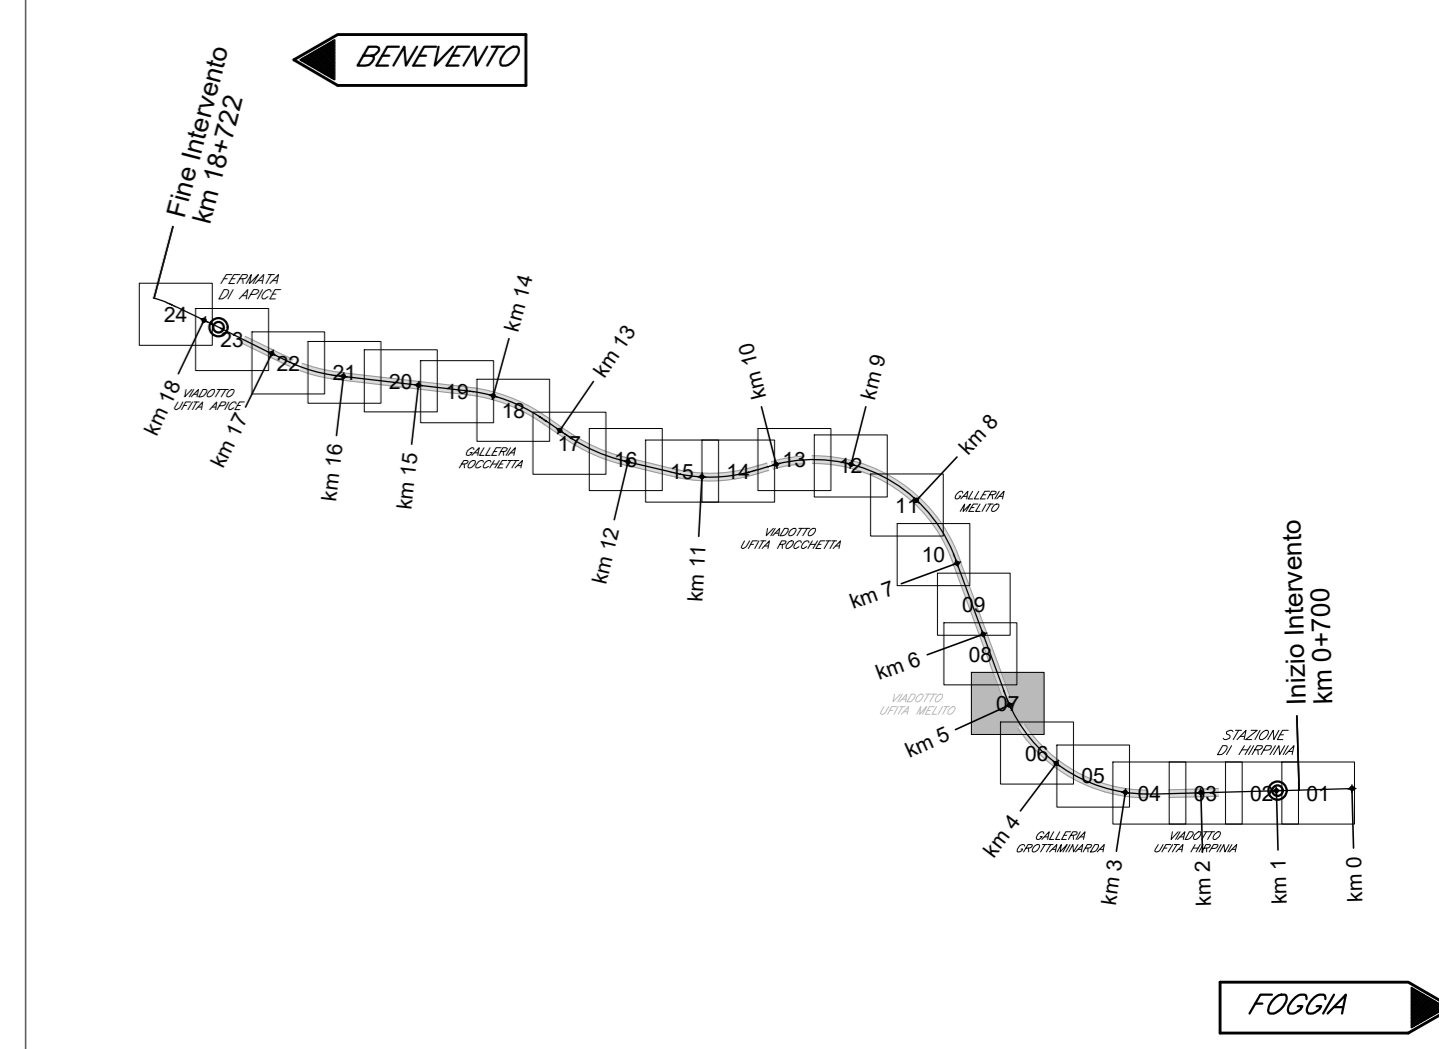 BENEVENTO
Fine Intervento
km 18+722
FERMATA
DI APICE
24
23
22
21
20
19
18
17
16
15
14
13
12
11
10
09
08
07
06
05
04
03
02
01
km 18
VIADOTTO
UFITA APICE
km 17
km 16
km 15
km 14
km 13
GALLERIA
ROCCHETTA
km 12
km 11
km 10
km 9
VIADOTTO
UFITA ROCCHETTA
km 8
GALLERIA
MELITO
km 7
km 6
VIADOTTO
UFITA MELITO
km 5
km 4
GALLERIA
GROTTAMINARDA
km 3
VIADOTTO
UFITA HIRPINIA
km 2
STAZIONE
DI HIRPINIA
km 1
Inizio Intervento
km 0+700
km 0
FOGGIA